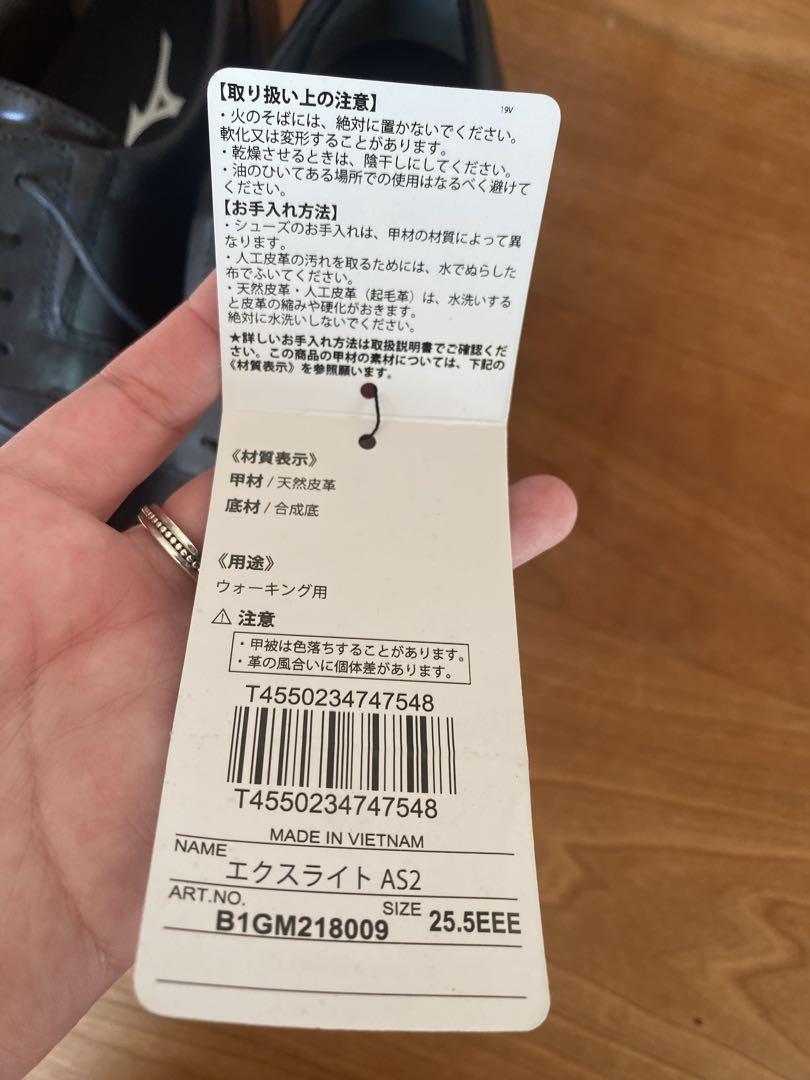 【取り扱い上の注意】
19V
・火のそばには、絶対に置かないでください。
軟化又は変形することがあります。
・乾燥させるときは、陰干しにしてください。
・油のひいてある場所での使用はなるべく避けて
ください。
【お手入れ方法】
・シューズのお手入れは、甲材の材質によって異
なります。
・人工皮革の汚れを取るためには、水でぬらした
布でふいてください。
・天然皮革・人工皮革（起毛革）は、水洗いする
と皮革の縮みや硬化がおきます。
絶対に水洗いしないでください。
★詳しいお手入れ方法は取扱説明書でご確認くだ
さい。この商品の甲材の素材については、下記の
《材質表示》を参照願います。
《材質表示》
甲材 / 天然皮革
底材 / 合成底
《用途》
ウォーキング用
⚠ 注意
・甲被は色落ちすることがあります。
・革の風合いに個体差があります。
T4550234747548
T4550234747548
MADE IN VIETNAM
NAME
エクスライト AS2
ART.NO.
B1GM218009
SIZE 25.5EEE